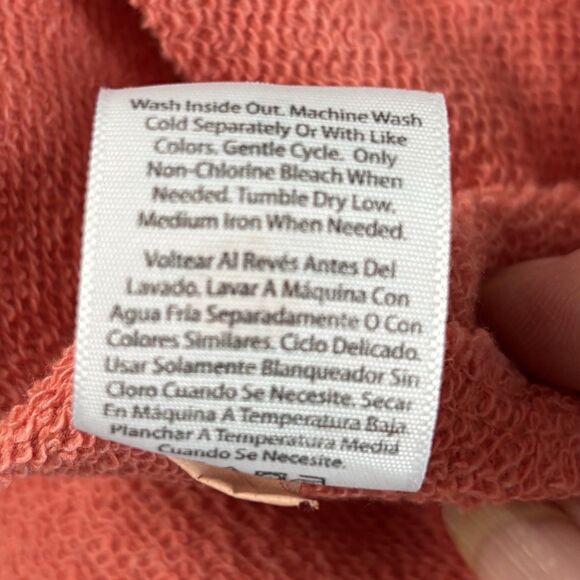 Wash Inside Out. Machine Wash
Cold Separately Or With Like
Colors. Gentle Cycle. Only
Non-Chlorine Bleach When
Needed. Tumble Dry Low.
Medium Iron When Needed.
Voltear Al Revés Antes Del
Lavado. Lavar A Máquina Con
Agua Fría Separadamente O Con
Colores Similares. Ciclo Delicado.
Usar Solamente Blanqueador Sin
Cloro Cuando Se Necesite. Secar
En Máquina A Temperatura Baja
Planchar A Temperatura Media
Cuando Se Necesite.